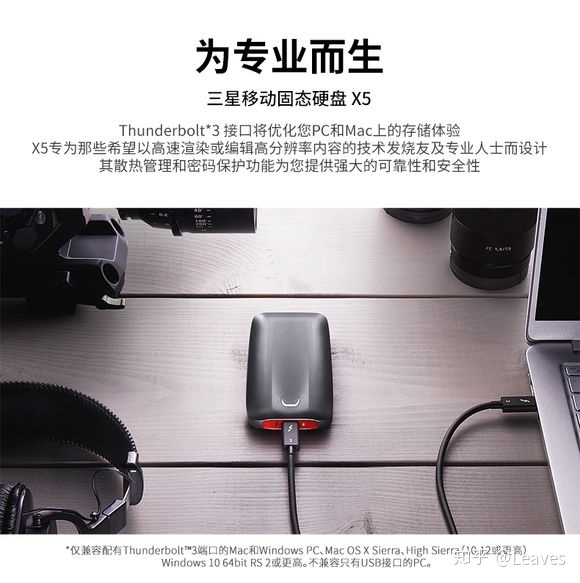 为专业而生
三星移动固态硬盘 X5
Thunderbolt*3 接口将优化您PC和Mac上的存储体验
X5专为那些希望以高速渲染或编辑高分辨率内容的技术发烧友及专业人士而设计
其散热管理和密码保护功能为您提供强大的可靠性和安全性
FE 1.8/55
3
3
*仅兼容配有Thunderbolt™3端口的Mac和Windows PC、Mac OS X Sierra、High Sierra (10.12或更高)
Windows 10 64bit RS 2或更高。不兼容只有USB接口的PC。
知乎 @Leaves